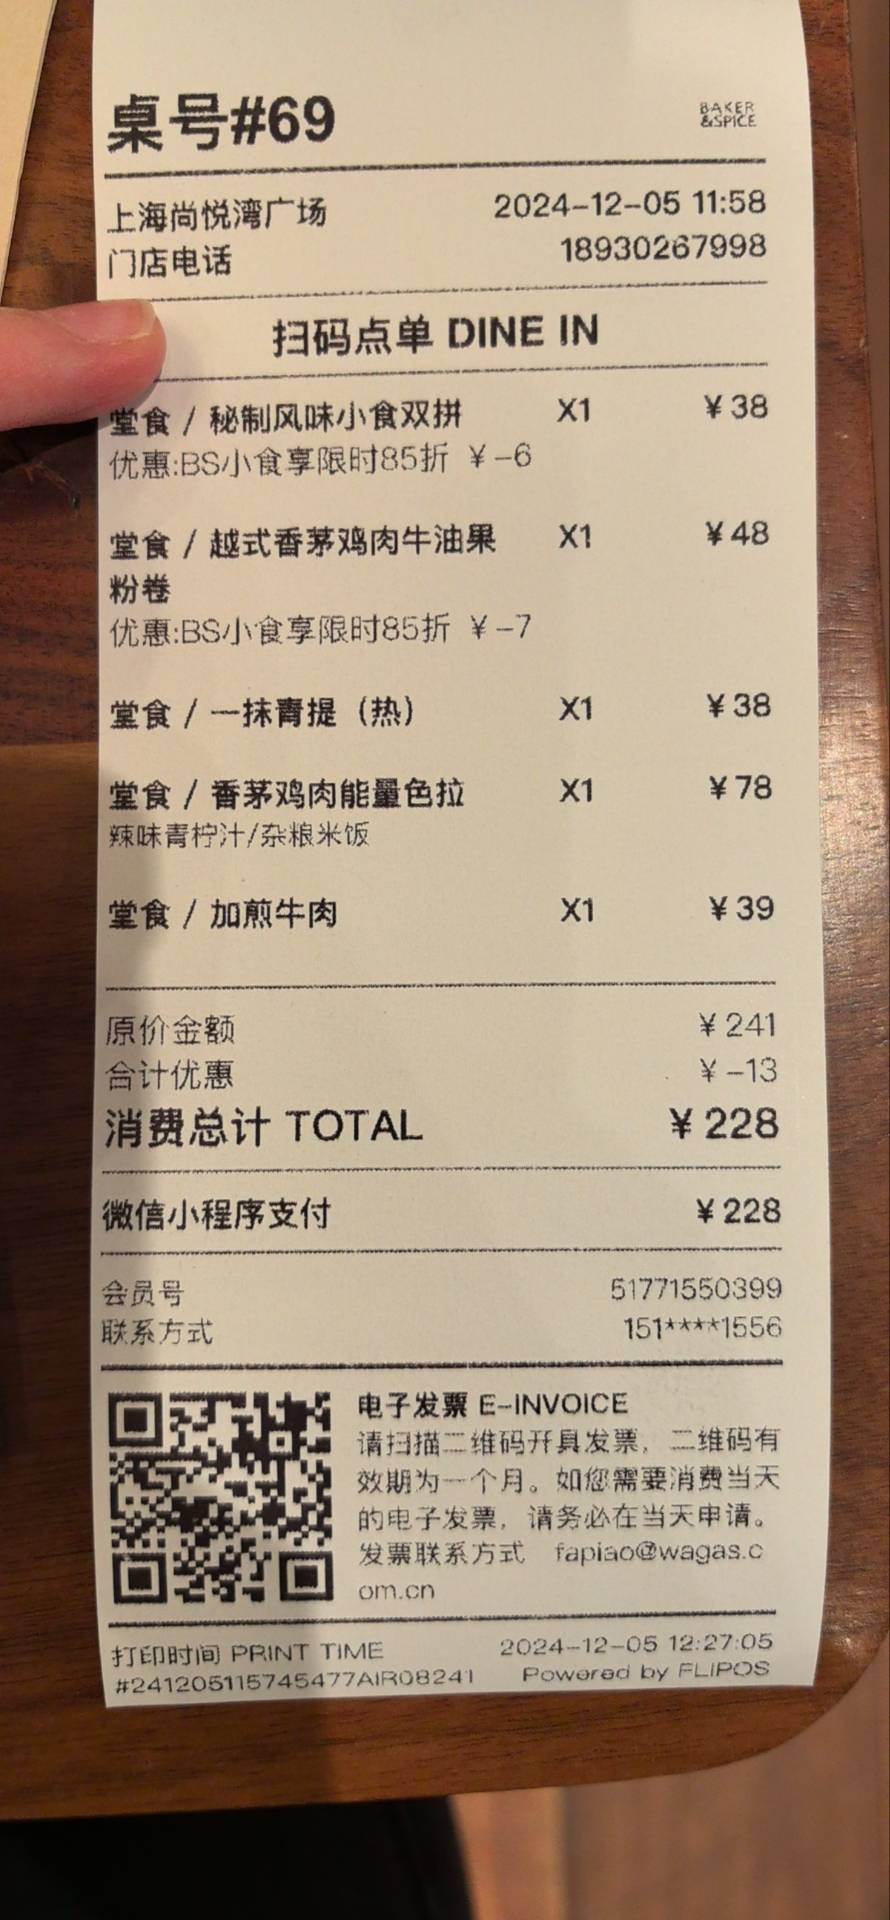 桌号#69
BAKER
&SPICE
上海尚悦湾广场 2024-12-05 11:58
门店电话 18930267998
扫码点单 DINE IN
堂食 / 秘制风味小食双拼 X1 ¥38
优惠:BS小食享限时85折 ¥-6
堂食 / 越式香茅鸡肉牛油果 X1 ¥48
粉卷
优惠:BS小食享限时85折 ¥-7
堂食 / 一抹青提（热） X1 ¥38
堂食 / 香茅鸡肉能量色拉 X1 ¥78
辣味青柠汁/杂粮米饭
堂食 / 加煎牛肉 X1 ¥39
原价金额 ¥241
合计优惠 ¥-13
消费总计 TOTAL ¥228
微信小程序支付 ¥228
会员号 51771550399
联系方式 151****1556
电子发票 E-INVOICE
请扫描二维码开具发票，二维码有
效期为一个月。如您需要消费当天
的电子发票，请务必在当天申请。
发票联系方式 fapiao@wagas.c
om.cn
打印时间 PRINT TIME 2024-12-05 12:27:05
#241205115745477AIR08241 Powered by FLIPOS